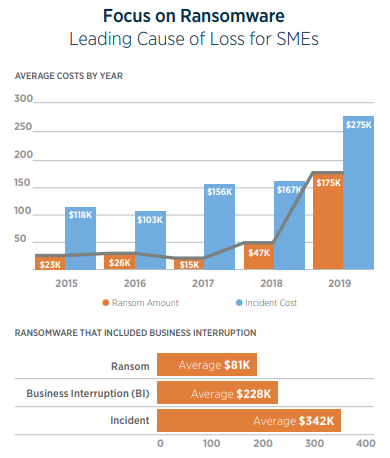 Focus on Ransomware
Leading Cause of Loss for SMEs
AVERAGE COSTS BY YEAR
300
250
200
150
100
50
$23K
$118K
$26K
$103K
$15K
$156K
$47K
$167K
$175K
$275K
2015 2016 2017 2018 2019
Ransom Amount Incident Cost
RANSOMWARE THAT INCLUDED BUSINESS INTERRUPTION
Ransom Average $81K
Business Interruption (BI) Average $228K
Incident Average $342K
0 100 200 300 400